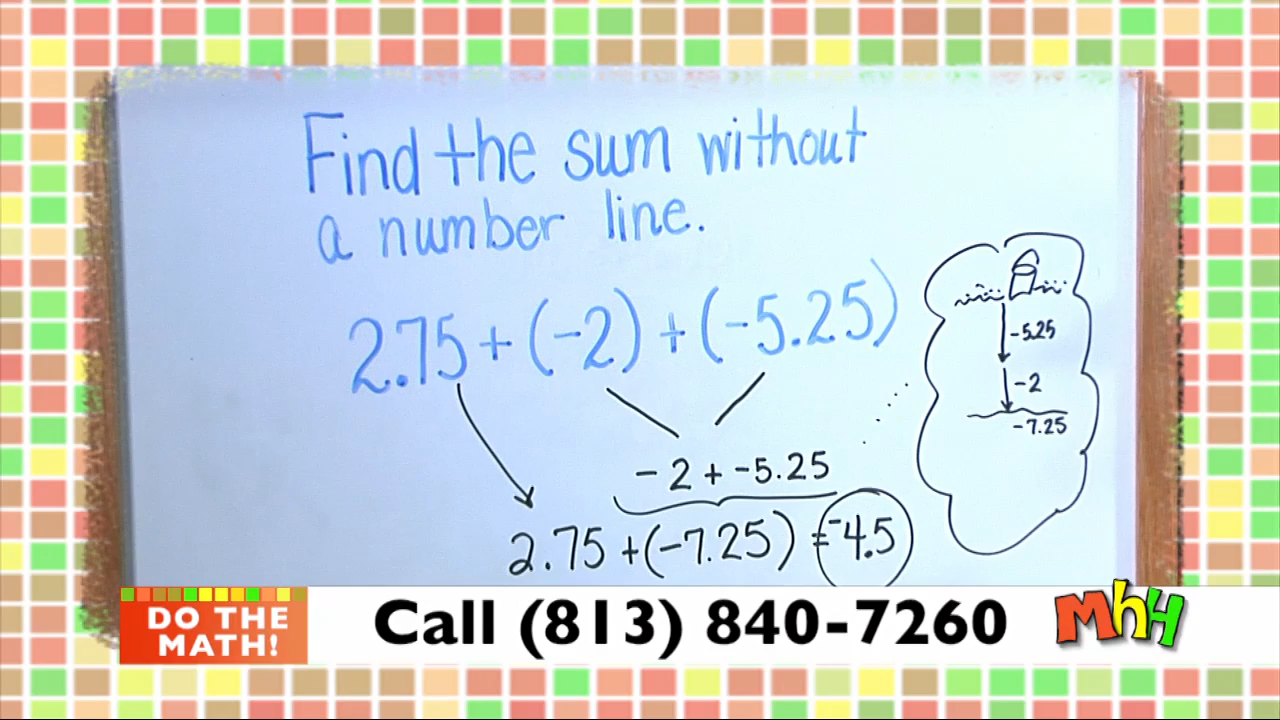 Find the sum without
a number line.
2.75 + (-2) + (-5.25)
-5.25
-2
-7.25
-2 + -5.25
2.75 + (-7.25) = -4.5
DO THE
MATH!
Call (813) 840-7260
Mh4